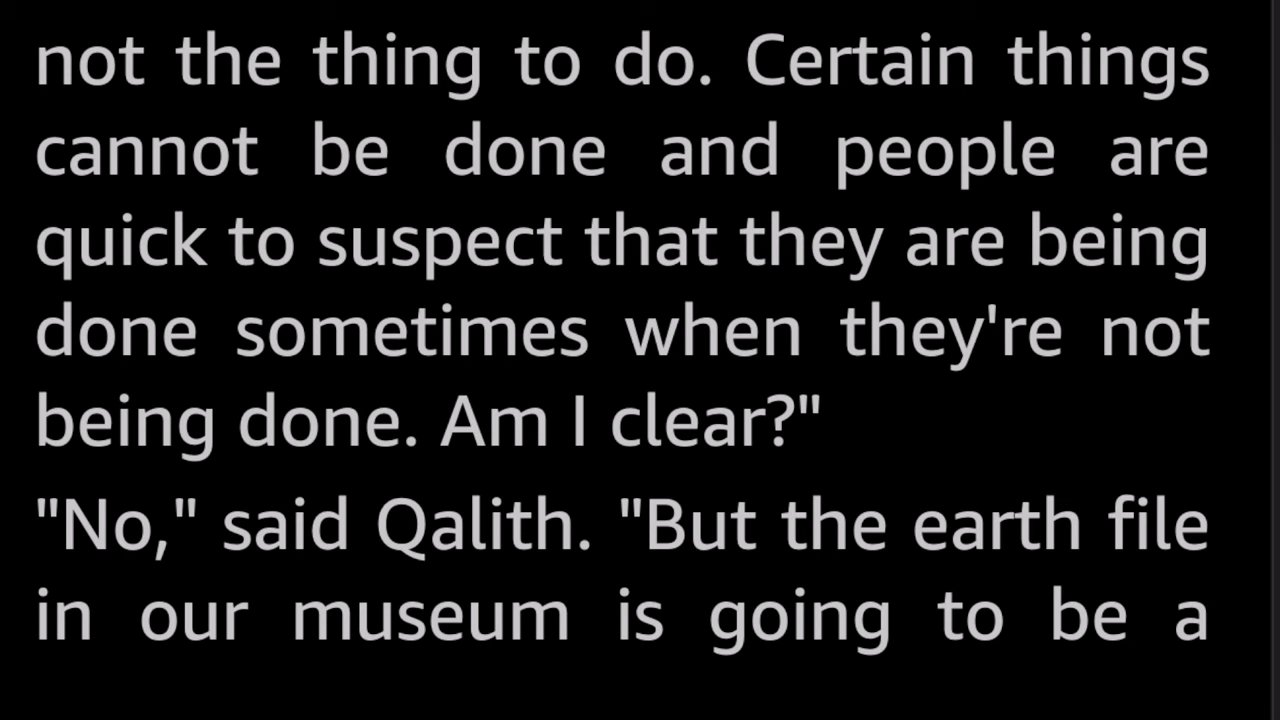 not the thing to do. Certain things
cannot be done and people are
quick to suspect that they are being
done sometimes when they're not
being done. Am I clear?"
"No," said Qalith. "But the earth file
in our museum is going to be a